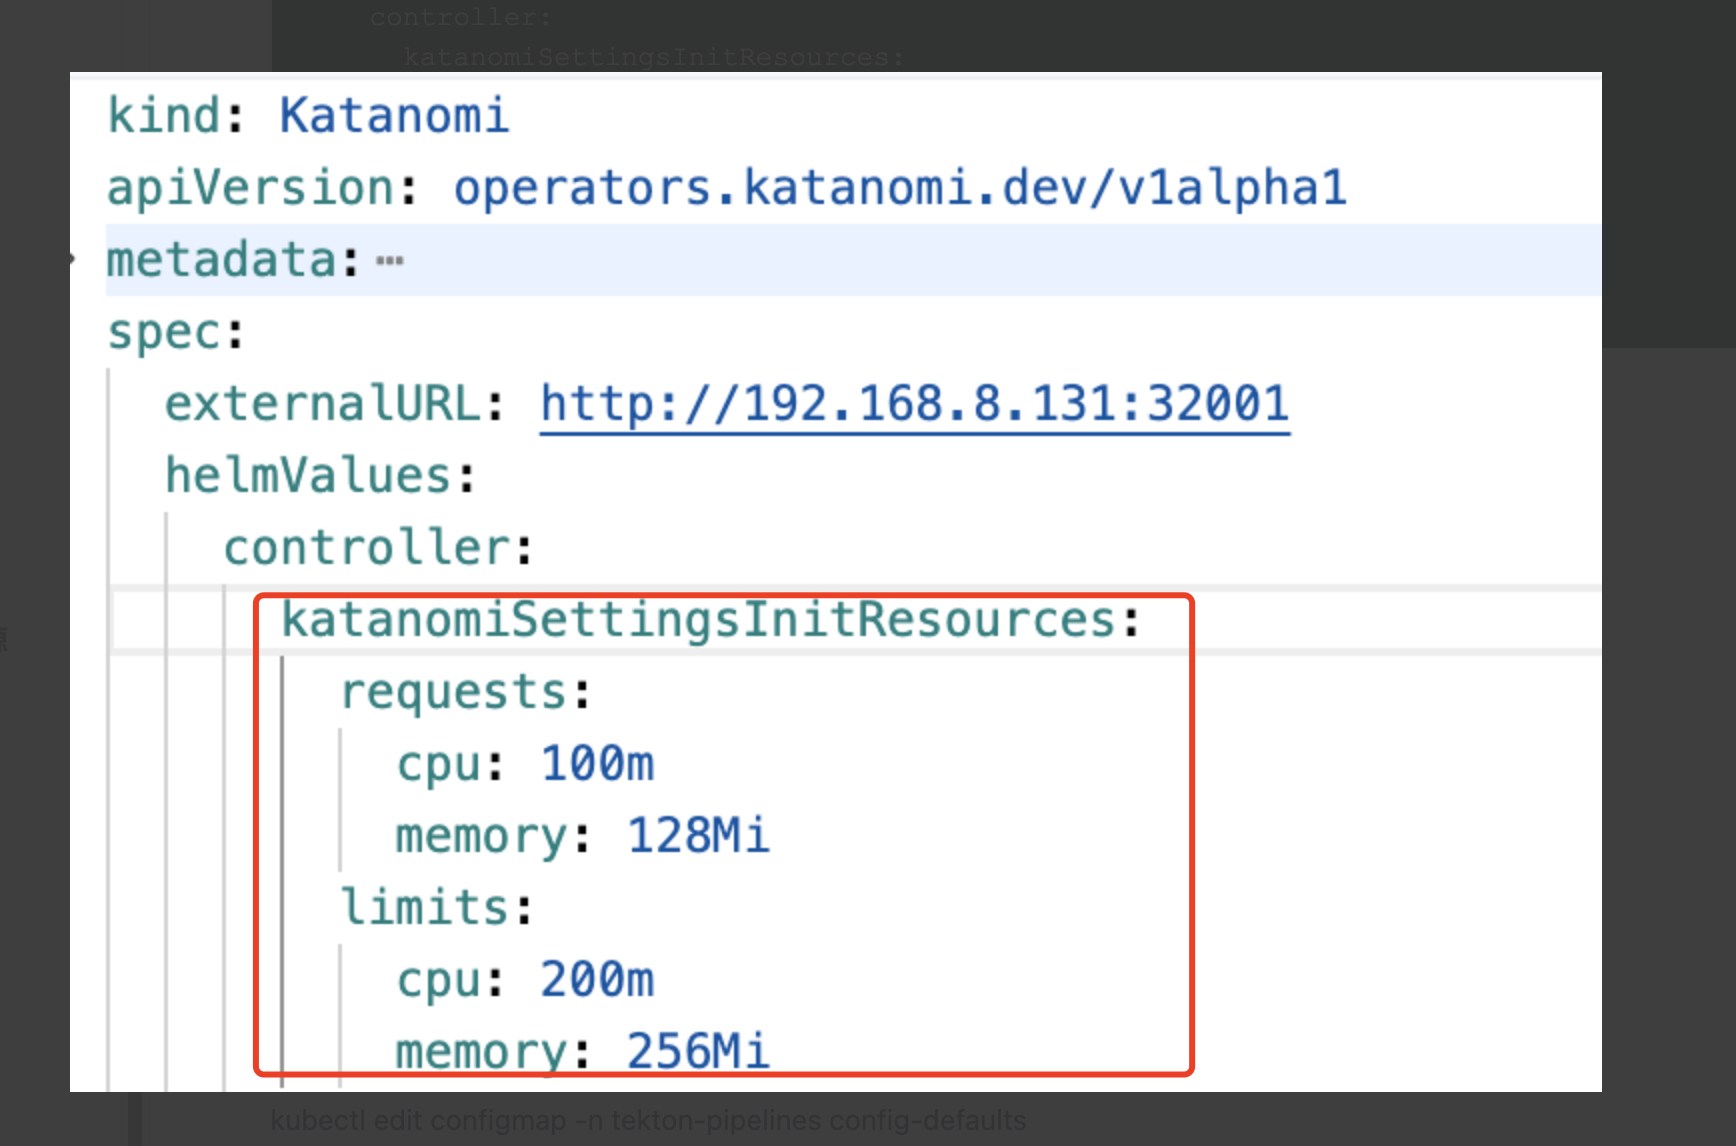 controller:
katanomiSettingsInitResources:
kind: Katanomi
apiVersion: operators.katanomi.dev/v1alpha1
metadata: ⋯
spec:
externalURL: http://192.168.8.131:32001
helmValues:
controller:
katanomiSettingsInitResources:
requests:
cpu: 100m
memory: 128Mi
limits:
cpu: 200m
memory: 256Mi
kubectl edit configmap -n tekton-pipelines config-defaults